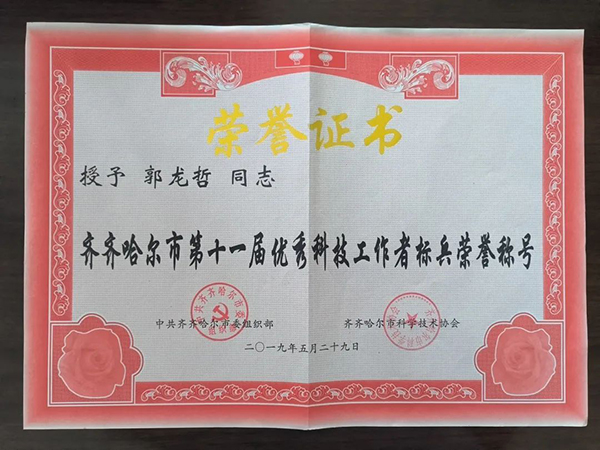 荣誉证书
授予 郭龙哲 同志
齐齐哈尔市第十一届优秀科技工作者标兵荣誉称号
中共齐齐哈尔市委组织部 齐齐哈尔市科学技术协会
二〇一九年五月二十九日